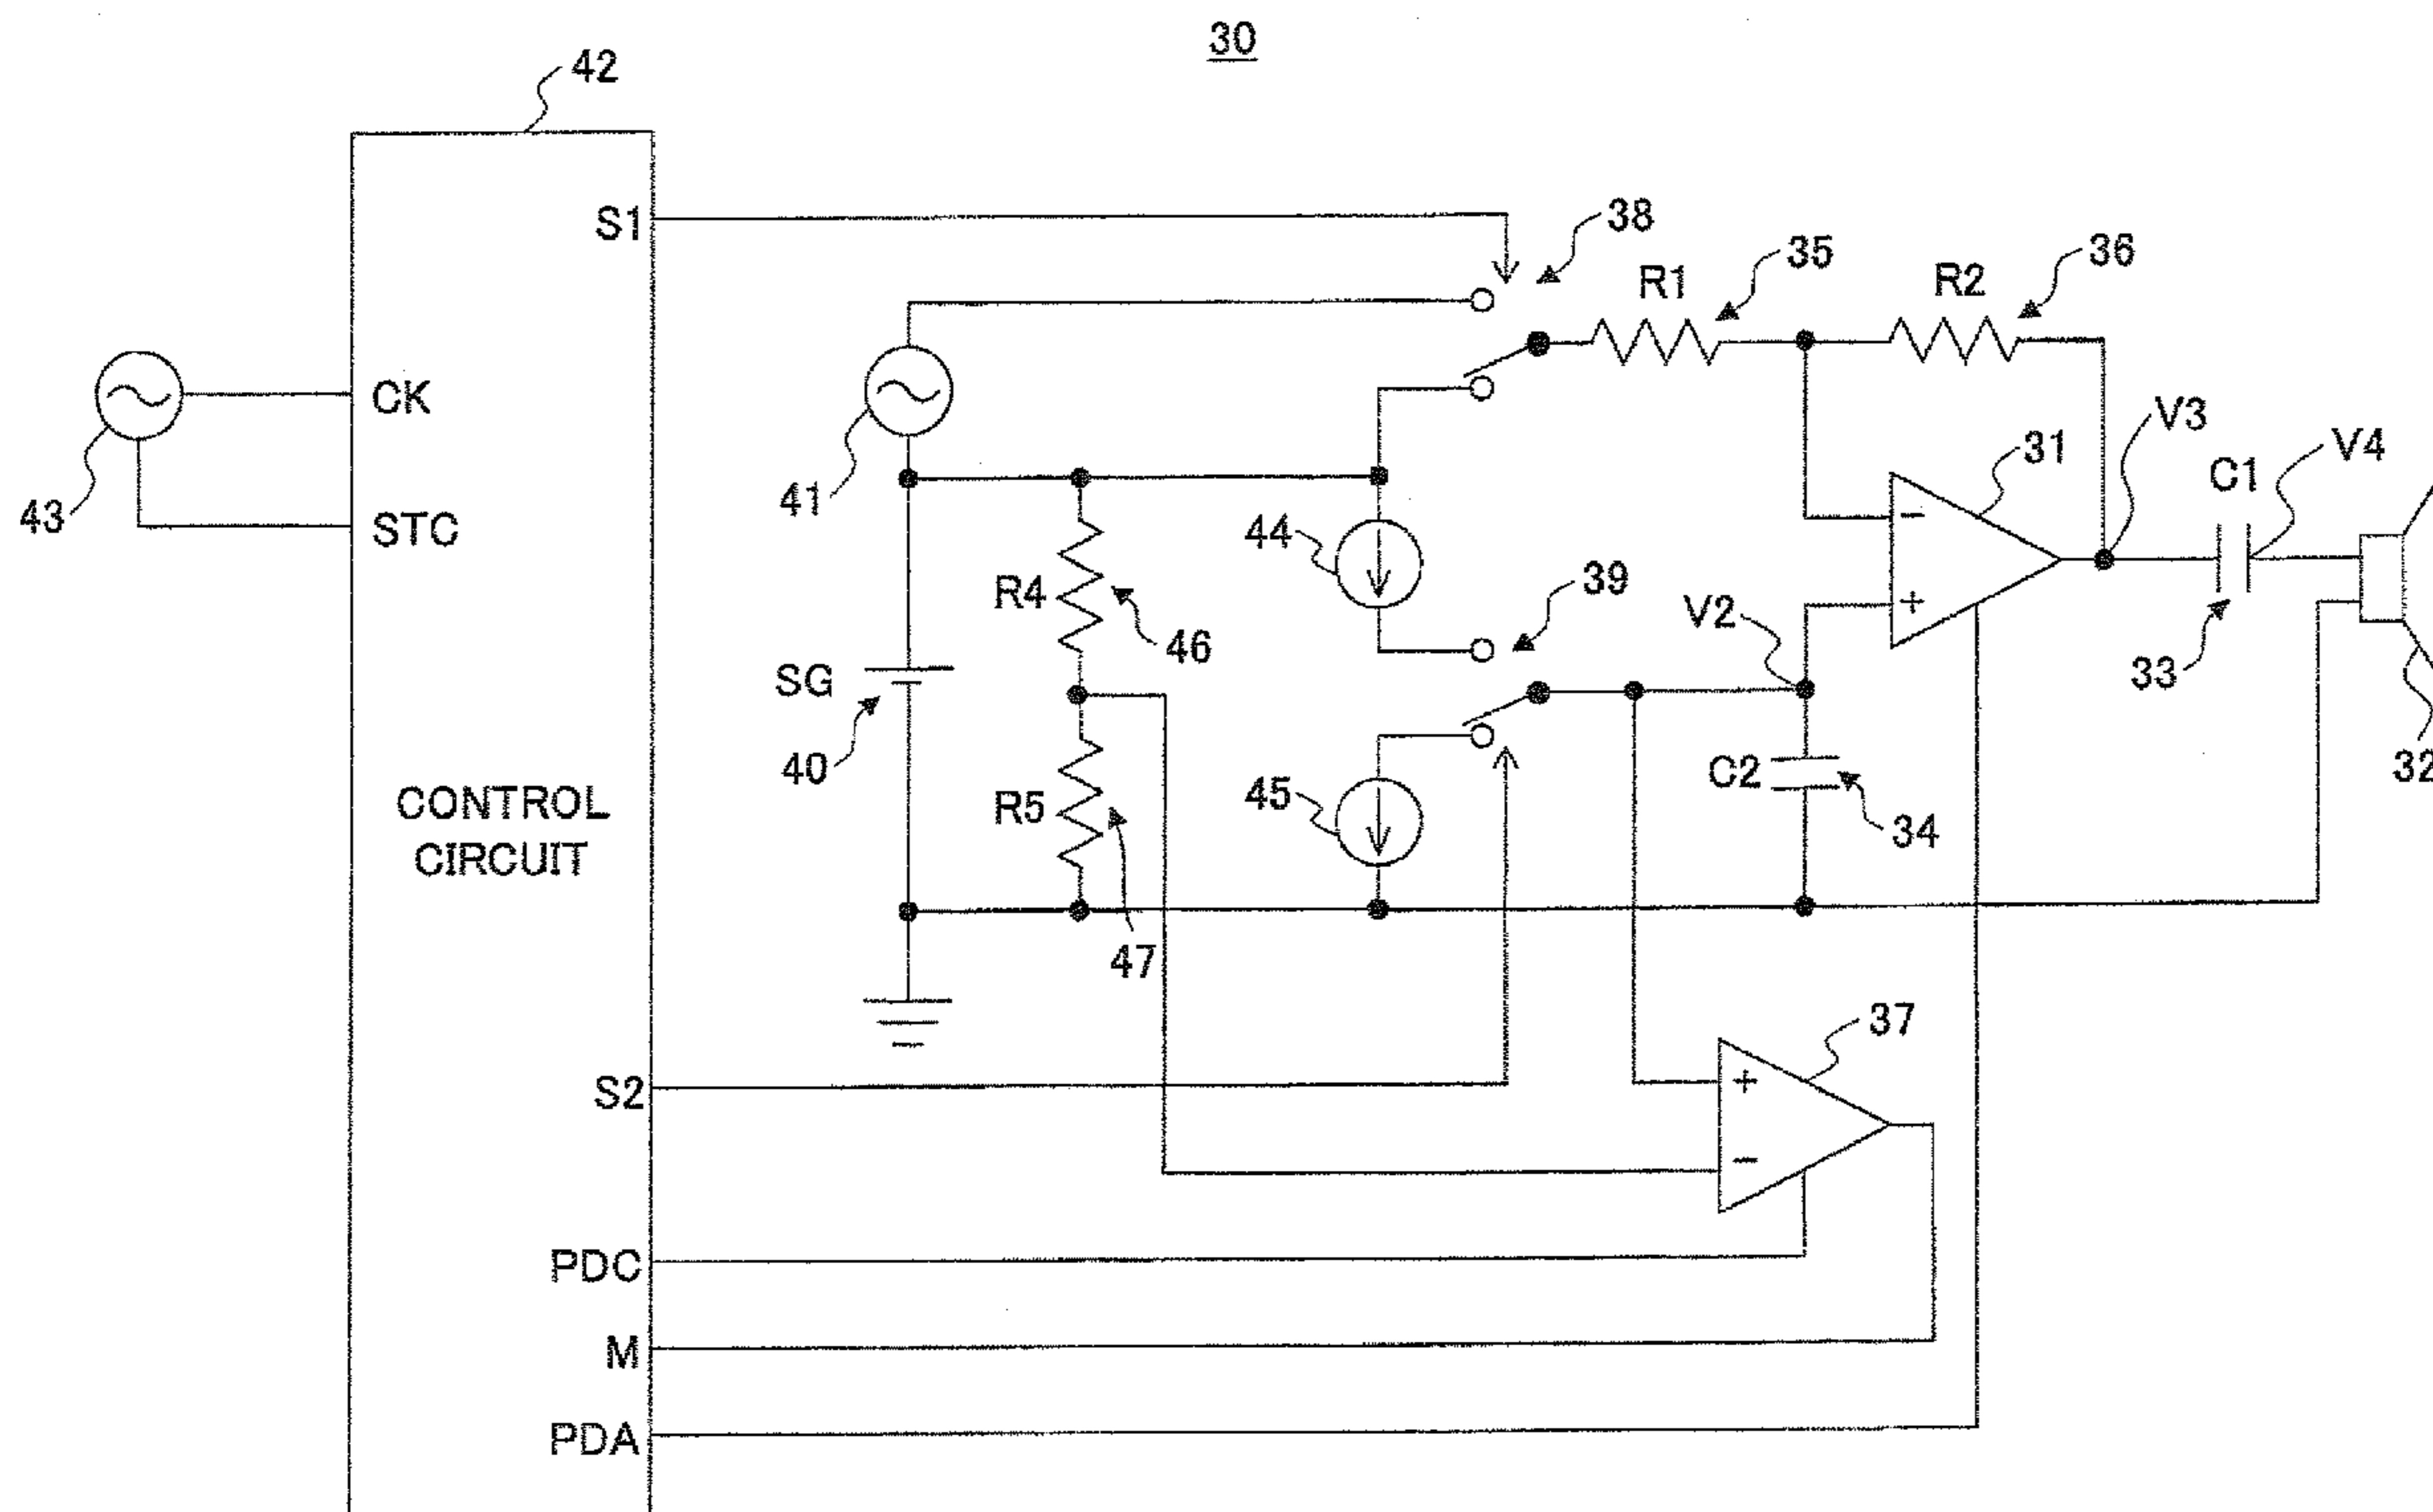 30
42
S1
38
35
36
R1
R2
CK
43
STC
41
V3
31
V4
C1
44
39
R4
46
V2
33
SG
40
32
C2
R5
45
34
47
CONTROL
CIRCUIT
37
S2
PDC
M
PDA
+
−
−
+